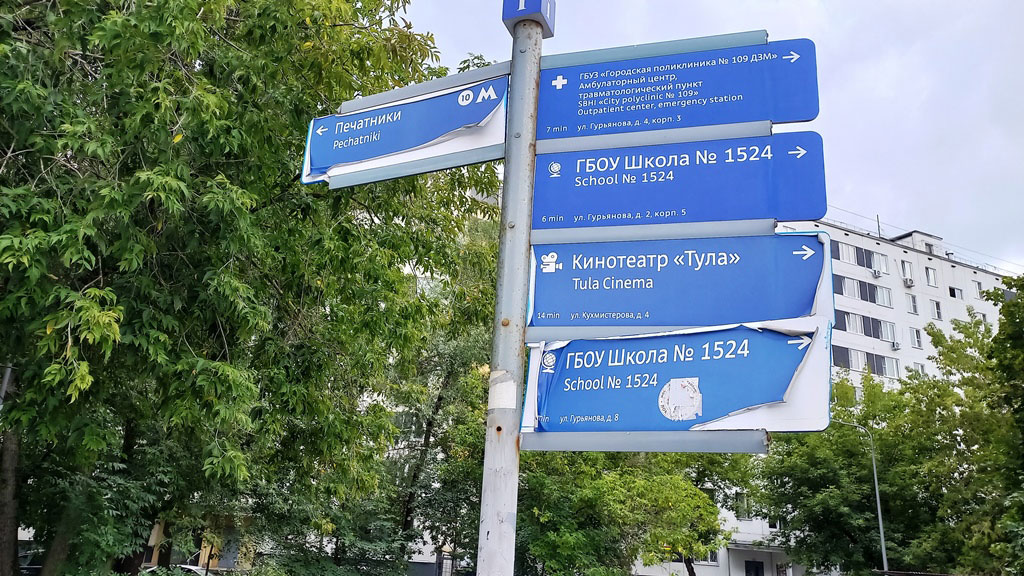 ← Печатники 10 М
Pechatniki
ГБУЗ «Городская поликлиника № 109 ДЗМ» →
Амбулаторный центр,
травматологический пункт
SBHI «City polyclinic № 109»
Outpatient center, emergency station
7 min ул. Гурьянова, д. 4, корп. 3
ГБОУ Школа № 1524 →
School № 1524
6 min ул. Гурьянова, д. 2, корп. 5
Кинотеатр «Тула» →
Tula Cinema
14 min ул. Кухмистерова, д. 4
ГБОУ Школа № 1524 →
School № 1524
min ул. Гурьянова, д. 8